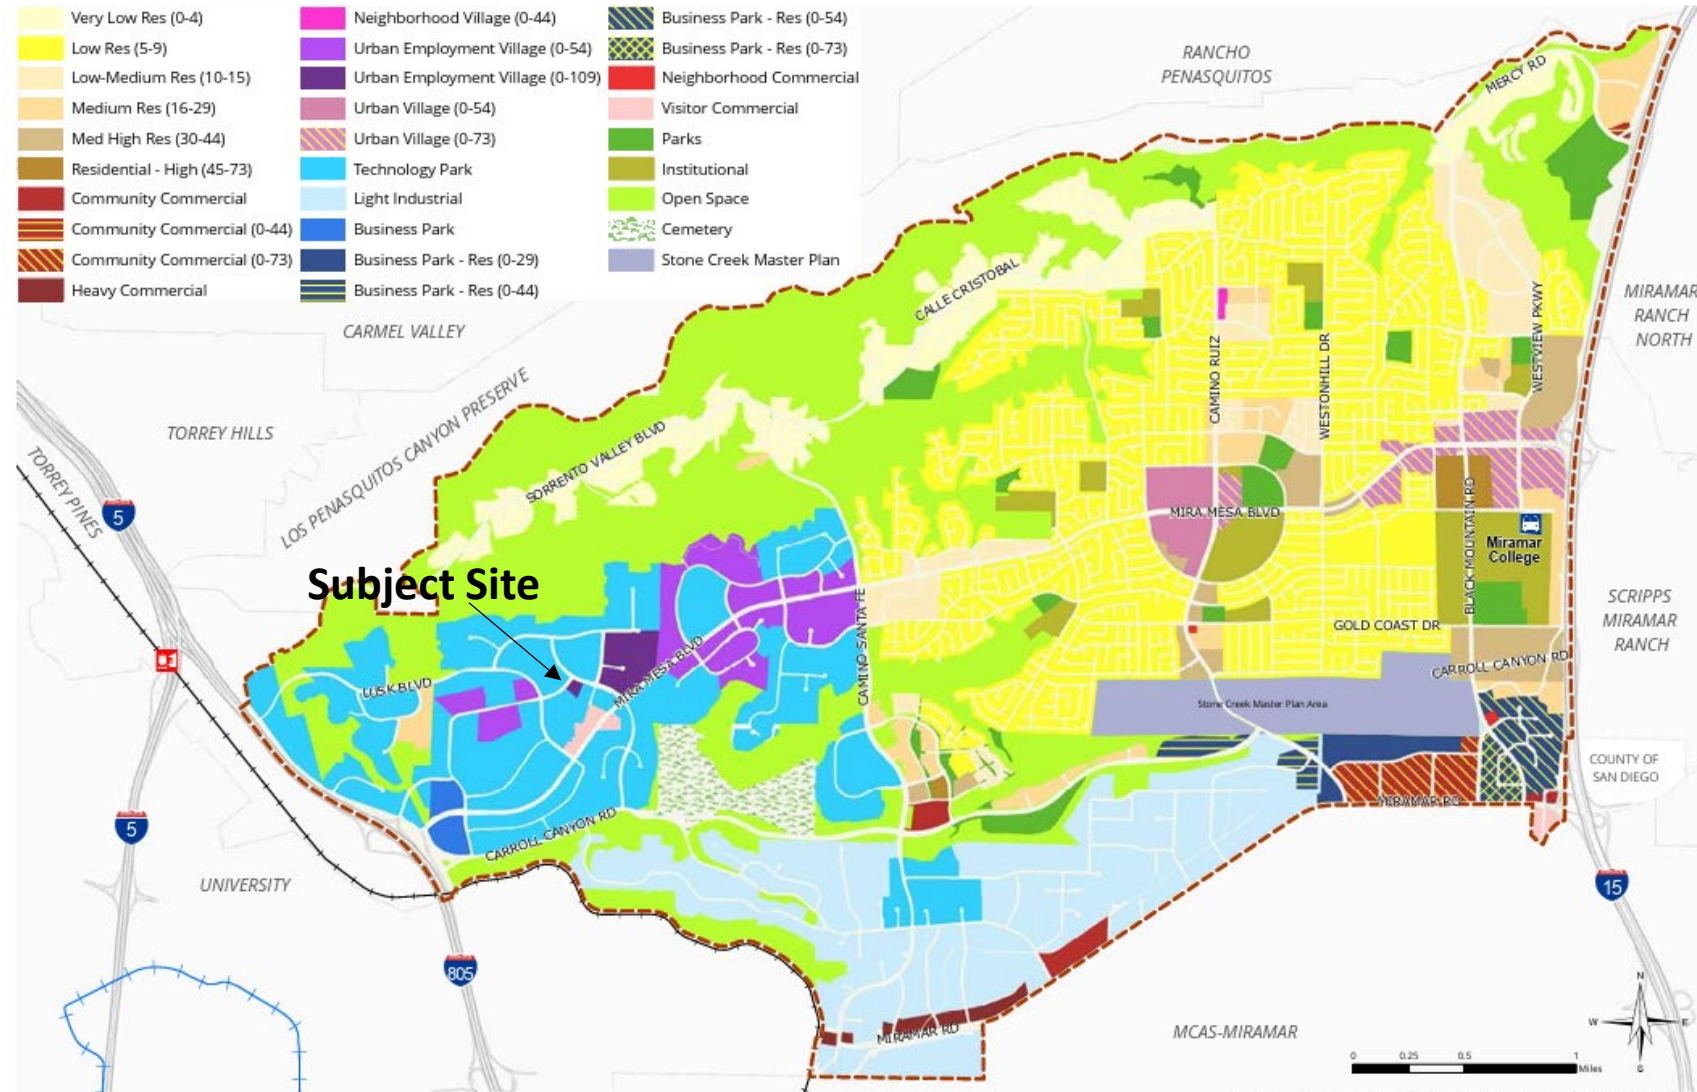 Very Low Res (0-4)
Low Res (5-9)
Low-Medium Res (10-15)
Medium Res (16-29)
Med High Res (30-44)
Residential - High (45-73)
Community Commercial
Community Commercial (0-44)
Community Commercial (0-73)
Heavy Commercial
Neighborhood Village (0-44)
Urban Employment Village (0-54)
Urban Employment Village (0-109)
Urban Village (0-54)
Urban Village (0-73)
Technology Park
Light Industrial
Business Park
Business Park - Res (0-29)
Business Park - Res (0-44)
Business Park - Res (0-54)
Business Park - Res (0-73)
Neighborhood Commercial
Visitor Commercial
Parks
Institutional
Open Space
Cemetery
Stone Creek Master Plan
RANCHO
PENASQUITOS
MERCY RD
CARMEL VALLEY
CALLE CRISTOBAL
MIRAMAR
RANCH
NORTH
WESTVIEW PKWY
CAMINO RUIZ
WESTONHILL DR
TORREY HILLS
LOS PENASQUITOS CANYON PRESERVE
TORREY PINES
5
SORRENTO VALLEY BLVD
MIRA MESA BLVD
BLACK MOUNTAIN RD
Miramar
College
Subject Site
CAMINO SANTA FE
GOLD COAST DR
SCRIPPS
MIRAMAR
RANCH
MIRA MESA BLVD
LUSK BLVD
CARROLL CANYON RD
Stone Creek Master Plan Area
COUNTY OF
SAN DIEGO
MIRAMAR RD
5
CARROLL CANYON RD
UNIVERSITY
15
805
MIRAMAR RD
MCAS-MIRAMAR
N
W
E
S
0
0.25
0.5
1
Miles